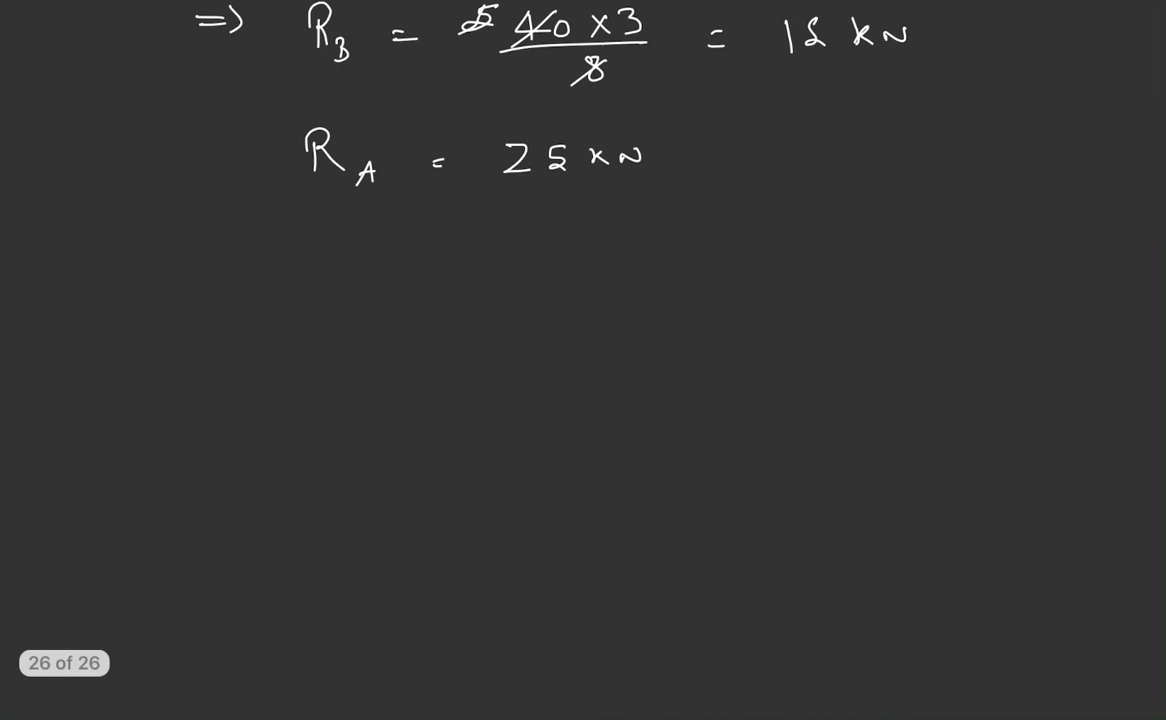 => R_B = 5 40 x 3 / 8 = 15 kN
R_A = 25 kN
26 of 26